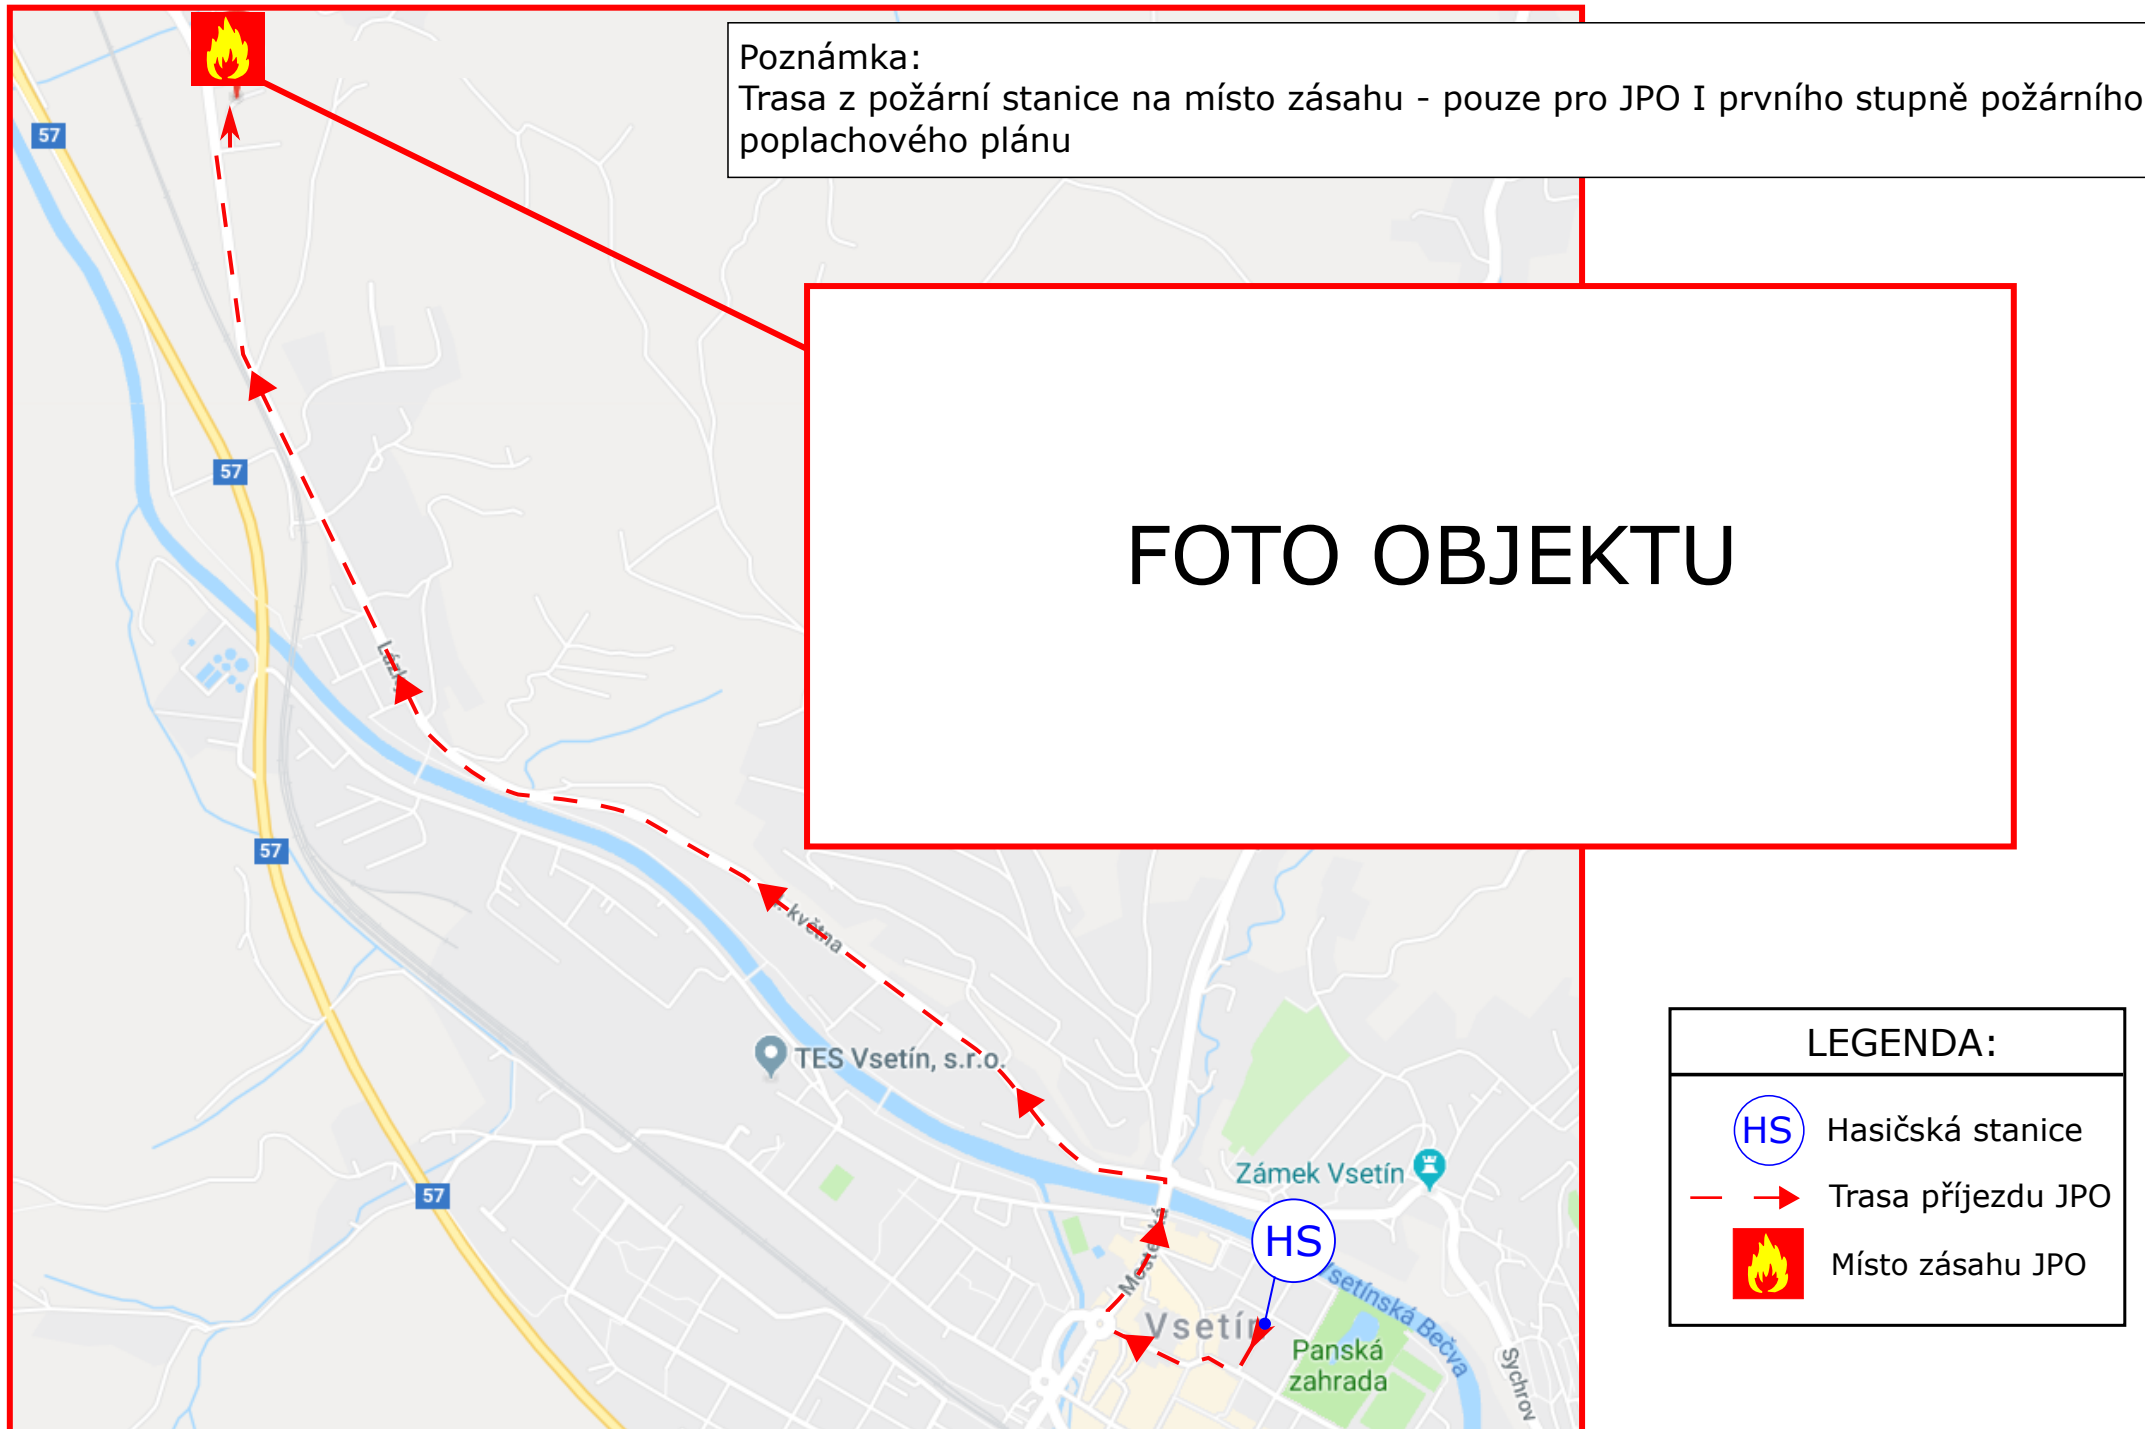 Poznámka:
Trasa z požární stanice na místo zásahu - pouze pro JPO I prvního stupně požárního
poplachového plánu
57
57
FOTO OBJEKTU
57
května
TES Vsetín, s.r.o.
LEGENDA:
HS Hasičská stanice
Trasa příjezdu JPO
Místo zásahu JPO
Zámek Vsetín
57
HS
Vsetínská Bečva
Vsetín
Panská
zahrada
Sychrov